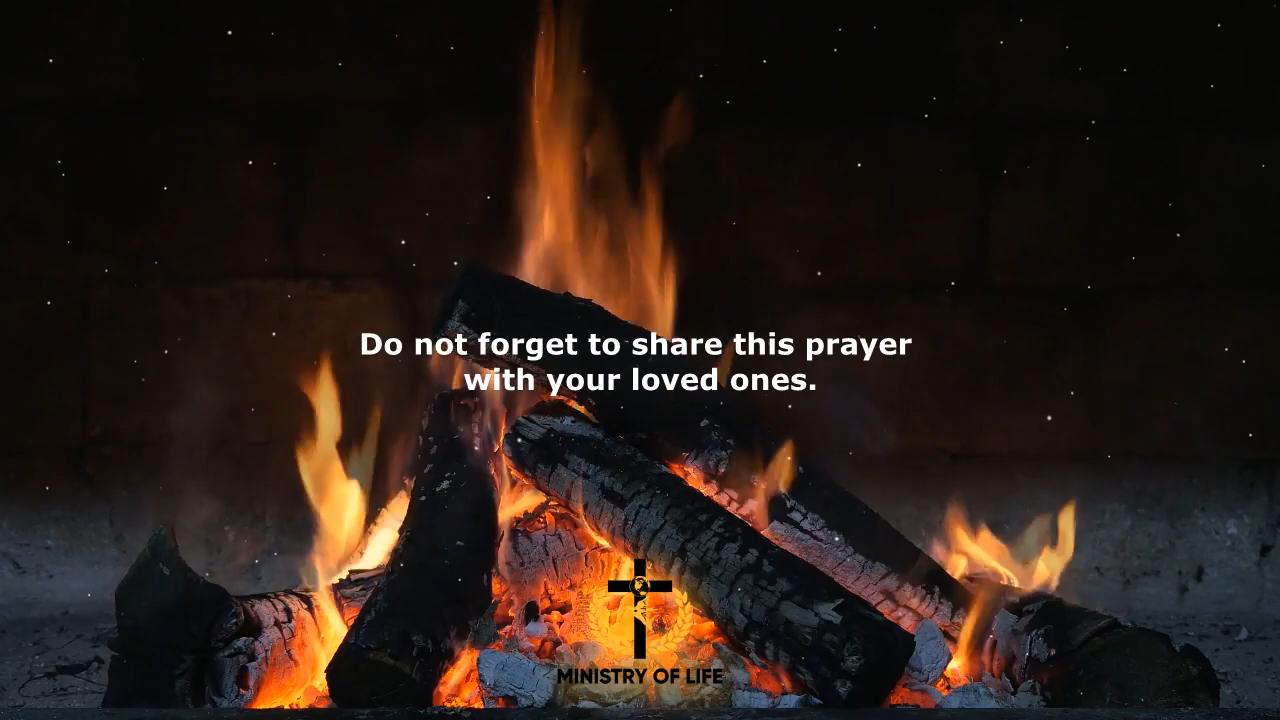 Do not forget to share this prayer
with your loved ones.
MINISTRY OF LIFE